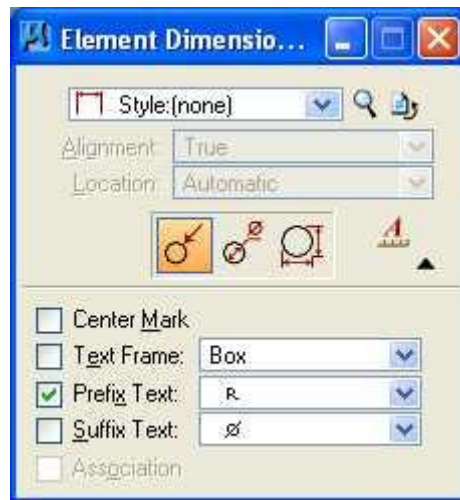 Element Dimensio...
Style:(none)
Alignment: True
Location: Automatic
Center Mark
Text Frame: Box
Prefix Text: R
Suffix Text: Ø
Association